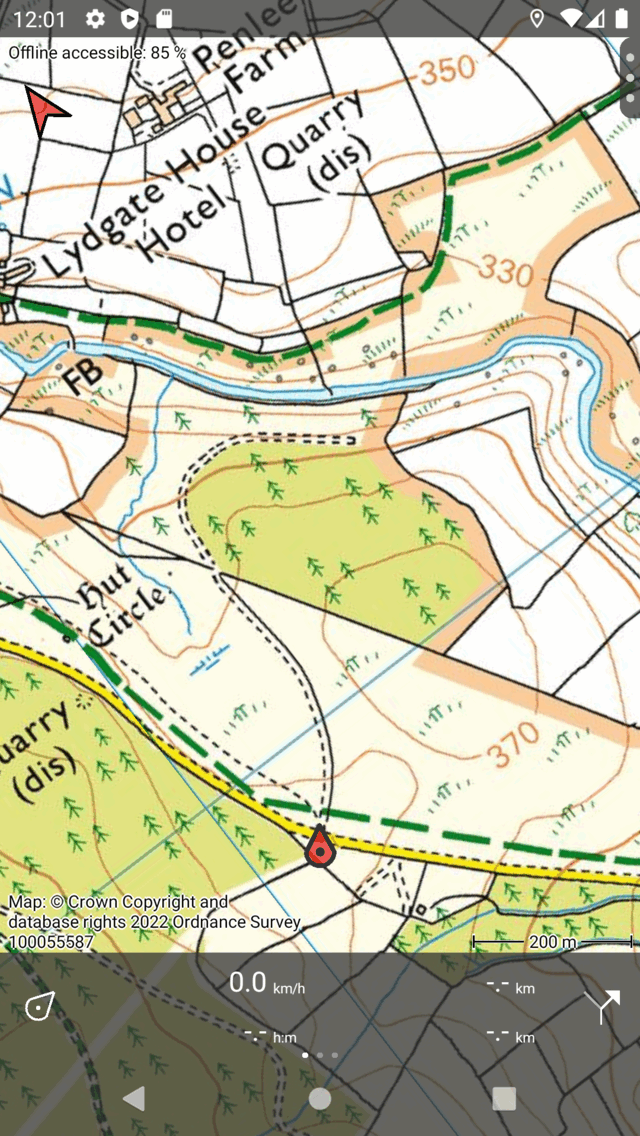 12:01
Offline accessible: 85 %
Penlee
Farm
350
Quarry
(dis)
Lydgate House
Hotel
330
FB
Hut
Circle
370
uarry
(dis)
Map: © Crown Copyright and
database rights 2022 Ordnance Survey
100055587
200 m
0.0 km/h
-.- km
-.- h:m
-.- km